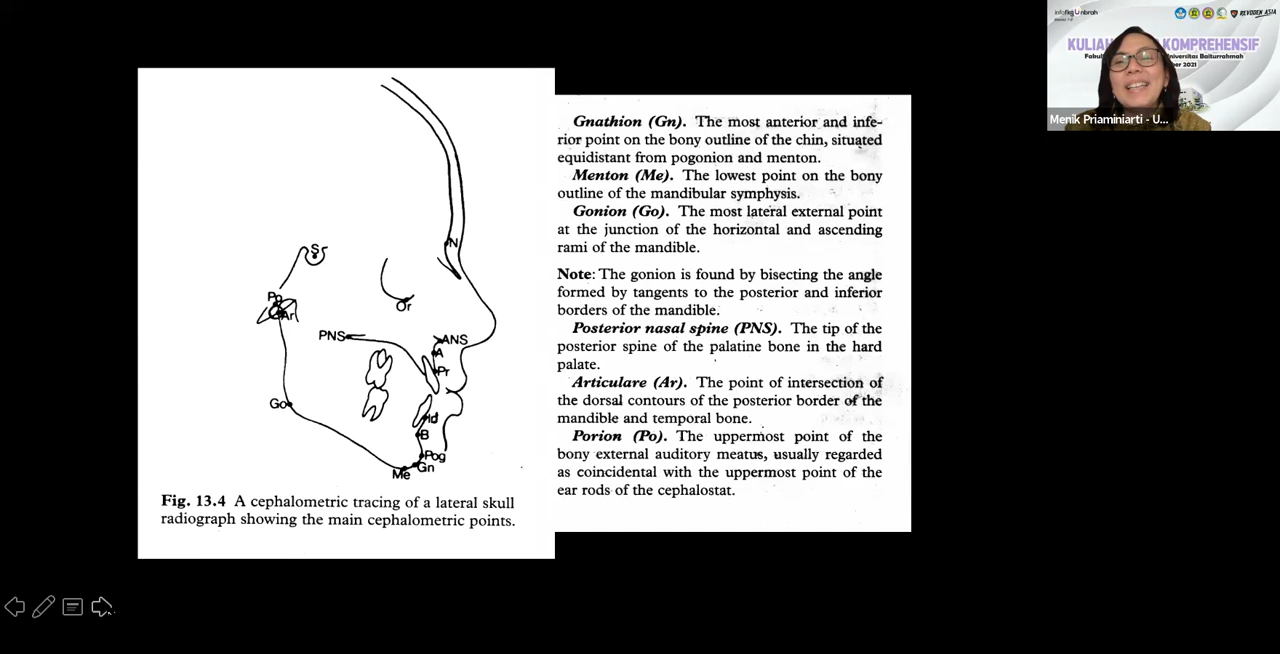 S
N
Po
Ar
Or
PNS
ANS
A
Pr
Go
Id
B
Pog
Gn
Me
Fig. 13.4 A cephalometric tracing of a lateral skull
radiograph showing the main cephalometric points.
Gnathion (Gn). The most anterior and infe-
rior point on the bony outline of the chin, situated
equidistant from pogonion and menton.
Menton (Me). The lowest point on the bony
outline of the mandibular symphysis.
Gonion (Go). The most lateral external point
at the junction of the horizontal and ascending
rami of the mandible.
Note: The gonion is found by bisecting the angle
formed by tangents to the posterior and inferior
borders of the mandible.
Posterior nasal spine (PNS). The tip of the
posterior spine of the palatine bone in the hard
palate.
Articulare (Ar). The point of intersection of
the dorsal contours of the posterior border of the
mandible and temporal bone.
Porion (Po). The uppermost point of the
bony external auditory meatus, usually regarded
as coincidental with the uppermost point of the
ear rods of the cephalostat.
REVODEN ASIA
KULIA KOMPREHENSIF
Fakul niversitas Baiturrahmah
er 2021
Menik Priaminiarti - U...